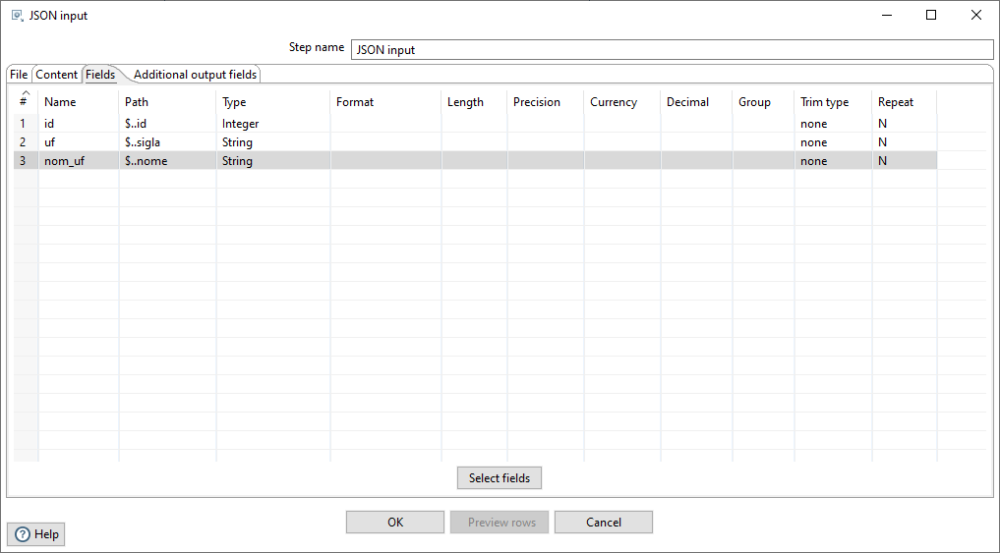 JSON input
Step name JSON input
File Content Fields Additional output fields
# Name Path Type Format Length Precision Currency Decimal Group Trim type Repeat
1 id $..id Integer none N
2 uf $..sigla String none N
3 nom_uf $..nome String none N
Select fields
OK Preview rows Cancel
? Help